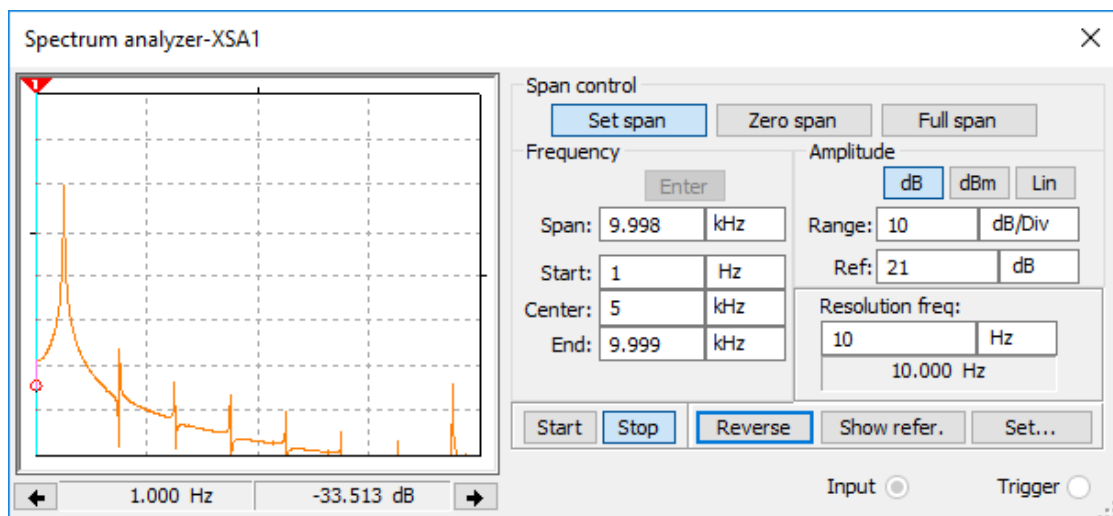 Spectrum analyzer-XSA1
1
Span control
Set span Zero span Full span
Frequency
Enter
Span: 9.998 kHz
Start: 1 Hz
Center: 5 kHz
End: 9.999 kHz
Amplitude
dB dBm Lin
Range: 10 dB/Div
Ref: 21 dB
Resolution freq:
10 Hz
10.000 Hz
Start Stop Reverse Show refer. Set...
1.000 Hz -33.513 dB
Input Trigger